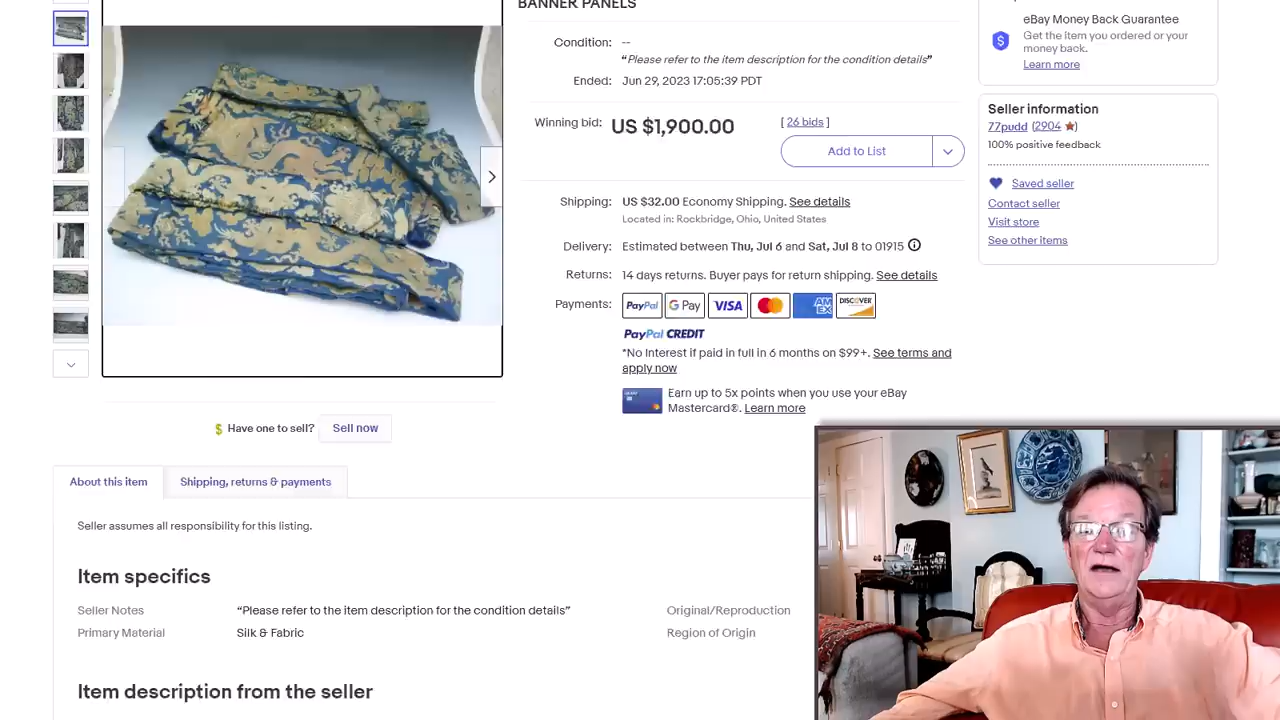 BANNER PANELS
Condition: --
“Please refer to the item description for the condition details”
Ended: Jun 29, 2023 17:05:39 PDT
Winning bid: US $1,900.00 [ 26 bids ]
Add to List
Shipping: US $32.00 Economy Shipping. See details
Located in: Rockbridge, Ohio, United States
Delivery: Estimated between Thu, Jul 6 and Sat, Jul 8 to 01915
Returns: 14 days returns. Buyer pays for return shipping. See details
Payments: PayPal G Pay VISA AM EX DISCOVER
PayPal CREDIT
*No Interest if paid in full in 6 months on $99+. See terms and
apply now
Earn up to 5x points when you use your eBay
Mastercard®. Learn more
eBay Money Back Guarantee
Get the item you ordered or your
money back.
Learn more
Seller information
77pudd (2904 ★)
100% positive feedback
Saved seller
Contact seller
Visit store
See other items
Have one to sell? Sell now
About this item
Shipping, returns & payments
Seller assumes all responsibility for this listing.
Item specifics
Seller Notes “Please refer to the item description for the condition details” Original/Reproduction
Primary Material Silk & Fabric Region of Origin
Item description from the seller